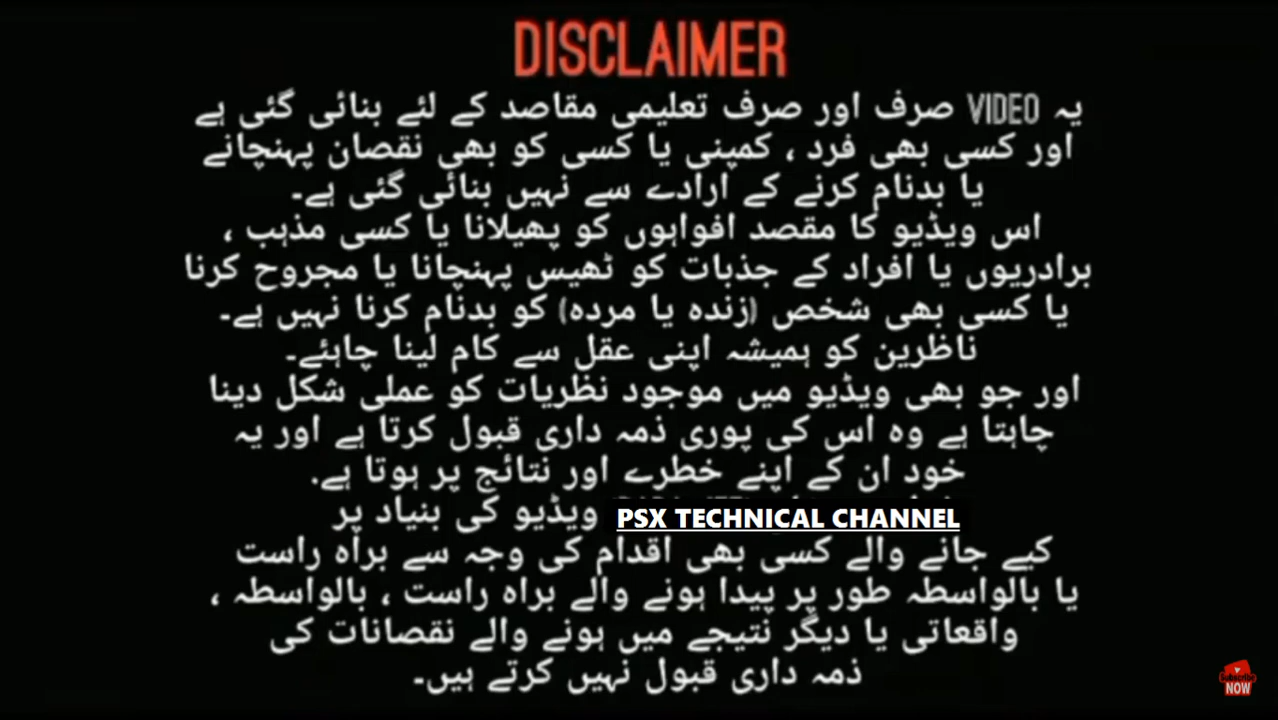 DISCLAIMER
یہ VIDEO صرف اور صرف تعلیمی مقاصد کے لئے بنائی گئی ہے
اور کسی بھی فرد ، کمپنی یا کسی کو بھی نقصان پہنچانے
یا بدنام کرنے کے ارادے سے نہیں بنائی گئی ہے۔
اس ویڈیو کا مقصد افواہوں کو پھیلانا یا کسی مذہب ،
برادریوں یا افراد کے جذبات کو ٹھیس پہنچانا یا مجروح کرنا
یا کسی بھی شخص (زندہ یا مردہ) کو بدنام کرنا نہیں ہے۔
ناظرین کو ہمیشہ اپنی عقل سے کام لینا چاہئے۔
اور جو بھی ویڈیو میں موجود نظریات کو عملی شکل دینا
چاہتا ہے وہ اس کی پوری ذمہ داری قبول کرتا ہے اور یہ
خود ان کے اپنے خطرے اور نتائج پر ہوتا ہے.
PSX TECHNICAL CHANNEL ویڈیو کی بنیاد پر
کیے جانے والے کسی بھی اقدام کی وجہ سے براہ راست
یا بالواسطہ طور پر پیدا ہونے والے براہ راست ، بالواسطہ ،
واقعاتی یا دیگر نتیجے میں ہونے والے نقصانات کی
ذمہ داری قبول نہیں کرتے ہیں۔
Subscribe
NOW